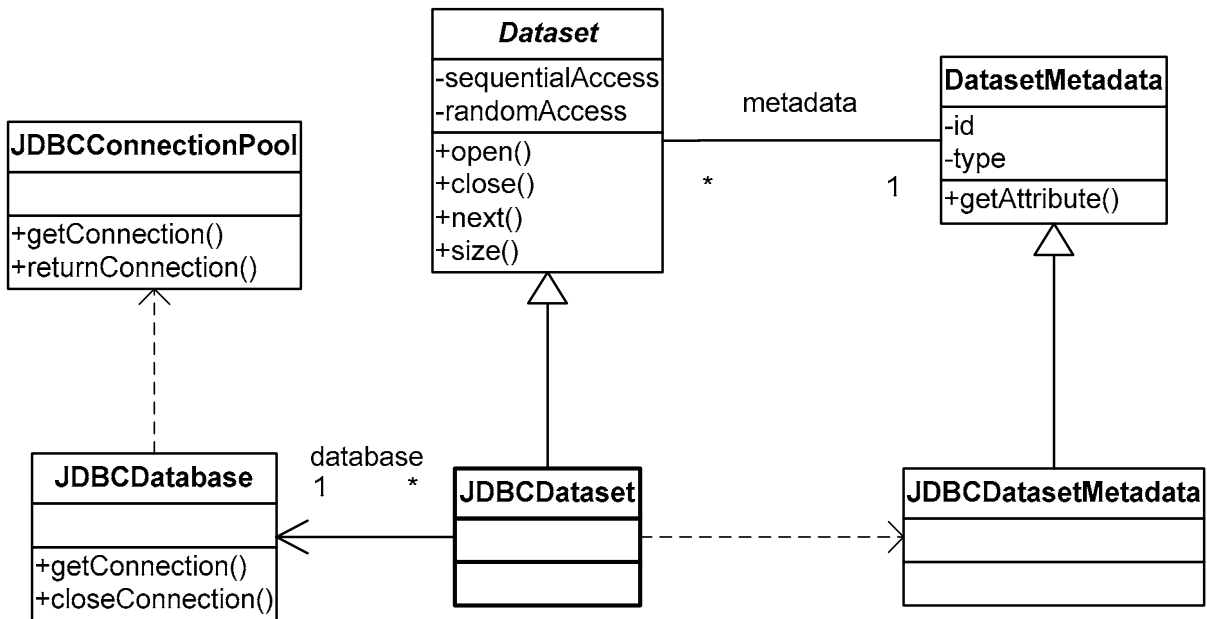 Dataset
-sequentialAccess
-randomAccess
+open()
+close()
+next()
+size()
metadata
*
1
DatasetMetadata
-id
-type
+getAttribute()
JDBCConnectionPool
+getConnection()
+returnConnection()
JDBCDatabase
+getConnection()
+closeConnection()
database
1
*
JDBCDataset
JDBCDatasetMetadata